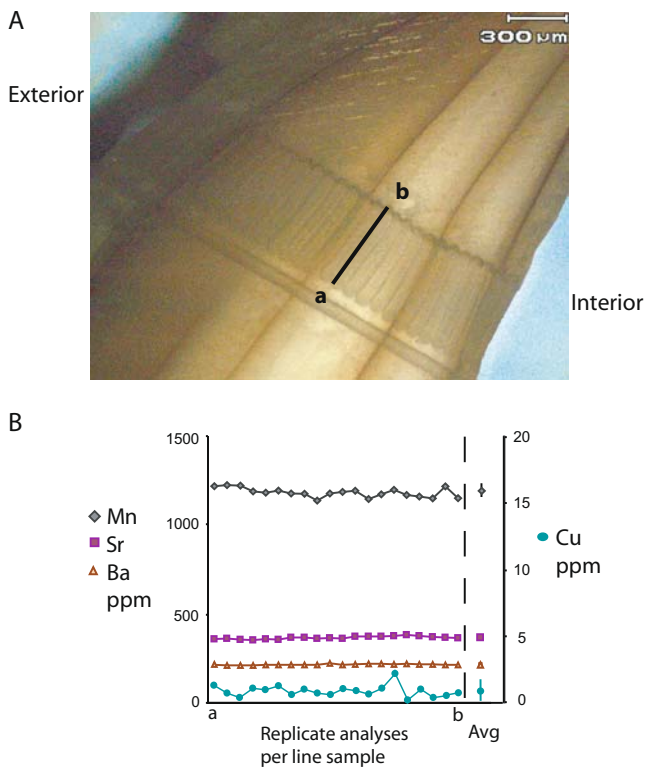 A
300 μm
Exterior
b
a
Interior
B
1500
1000
500
0
20
15
10
5
0
Mn
Sr
Ba
ppm
Cu
ppm
a
b
Avg
Replicate analyses
per line sample